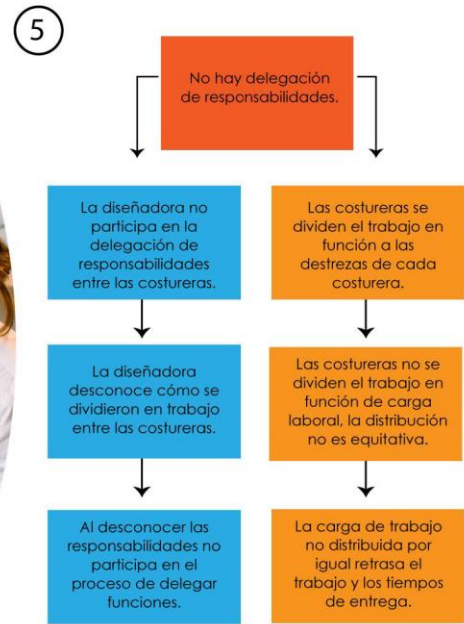 5
No hay delegación
de responsabilidades.
La diseñadora no
participa en la
delegación de
responsabilidades
entre las costureras.
Las costureras se
dividen el trabajo en
función a las
destrezas de cada
costurera.
La diseñadora
desconoce cómo se
dividieron en trabajo
entre las costureras.
Las costureras no se
dividen el trabajo en
función de carga
laboral, la distribución
no es equitativa.
Al desconocer las
responsabilidades no
participa en el
proceso de delegar
funciones.
La carga de trabajo
no distribuida por
igual retrasa el
trabajo y los tiempos
de entrega.